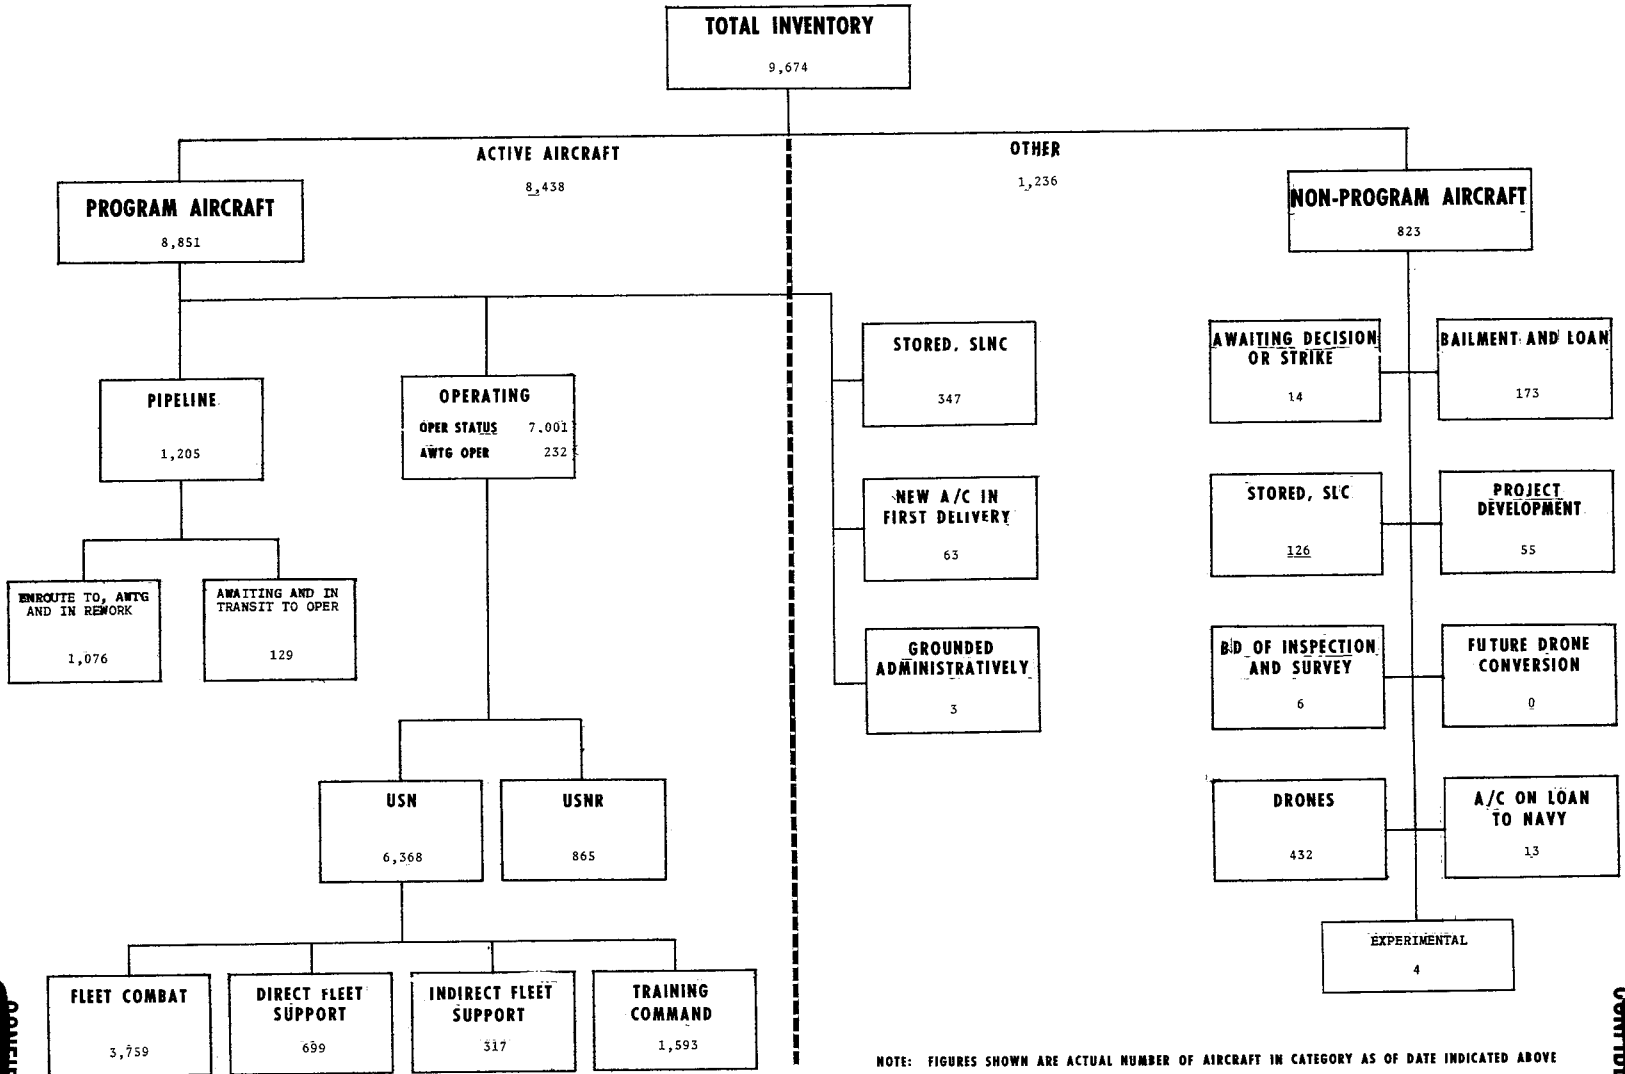 TOTAL INVENTORY
9,674
ACTIVE AIRCRAFT
8,438
OTHER
1,236
PROGRAM AIRCRAFT
8,851
NON-PROGRAM AIRCRAFT
823
PIPELINE
1,205
OPERATING
OPER STATUS 7.001
AWTG OPER 232
STORED, SLNC
347
NEW A/C IN
FIRST DELIVERY
63
GROUNDED
ADMINISTRATIVELY
3
AWAITING DECISION
OR STRIKE
14
BAILMENT AND LOAN
173
STORED, SLC
126
PROJECT
DEVELOPMENT
55
BD OF INSPECTION
AND SURVEY
6
FUTURE DRONE
CONVERSION
0
DRONES
432
A/C ON LOAN
TO NAVY
13
EXPERIMENTAL
4
ENROUTE TO, AWTG
AND IN REWORK
1,076
AWAITING AND IN
TRANSIT TO OPER
129
USN
6,368
USNR
865
FLEET COMBAT
3,759
DIRECT FLEET
SUPPORT
699
INDIRECT FLEET
SUPPORT
317
TRAINING
COMMAND
1,593
NOTE: FIGURES SHOWN ARE ACTUAL NUMBER OF AIRCRAFT IN CATEGORY AS OF DATE INDICATED ABOVE